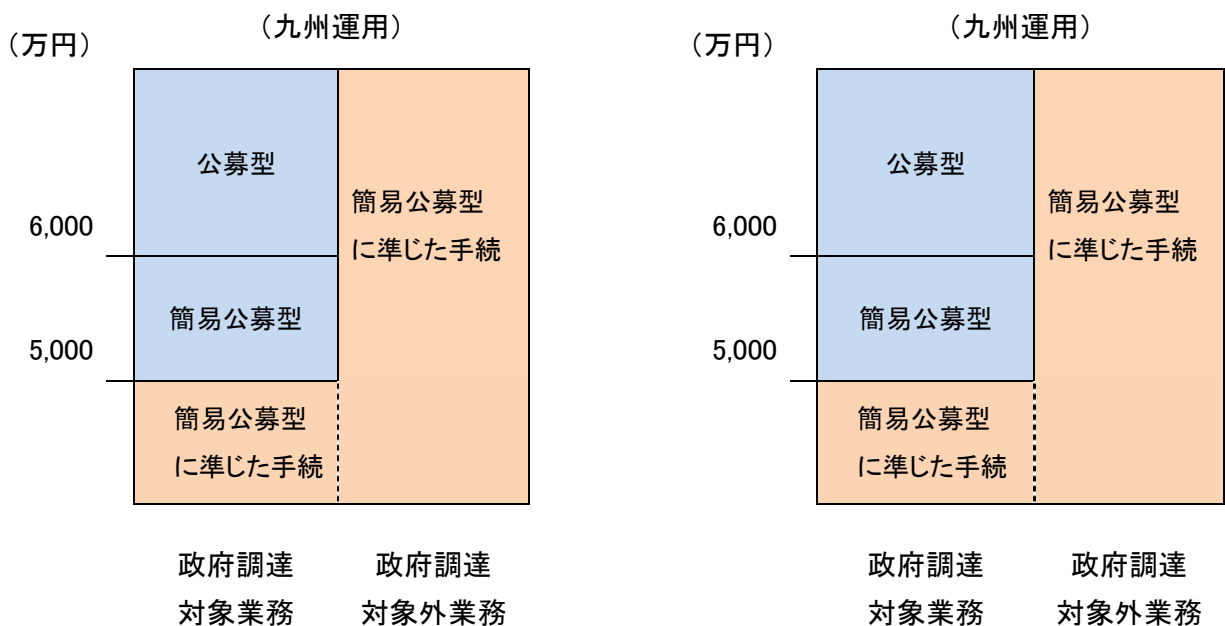 （九州運用）
（万円）
公募型
簡易公募型
に準じた手続
6,000
簡易公募型
5,000
簡易公募型
に準じた手続
政府調達
対象業務
政府調達
対象外業務
（九州運用）
（万円）
公募型
簡易公募型
に準じた手続
6,000
簡易公募型
5,000
簡易公募型
に準じた手続
政府調達
対象業務
政府調達
対象外業務